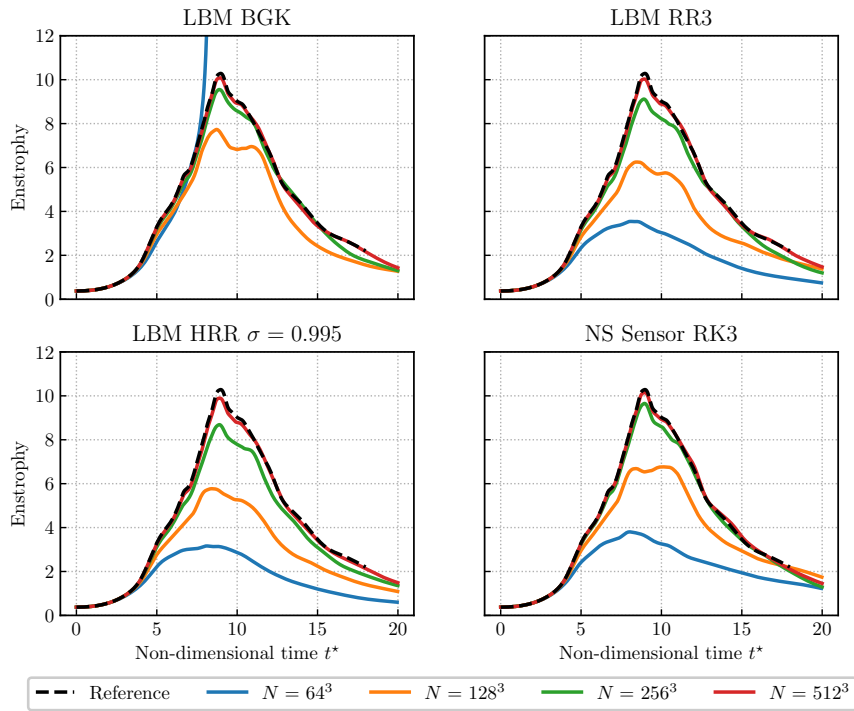 LBM BGK
LBM RR3
12
10
8
6
4
2
0
Enstrophy
LBM HRR σ = 0.995
NS Sensor RK3
12
10
8
6
4
2
0
Enstrophy
0 5 10 15 20
0 5 10 15 20
Non-dimensional time t⋆
Non-dimensional time t⋆
Reference N = 64³ N = 128³ N = 256³ N = 512³